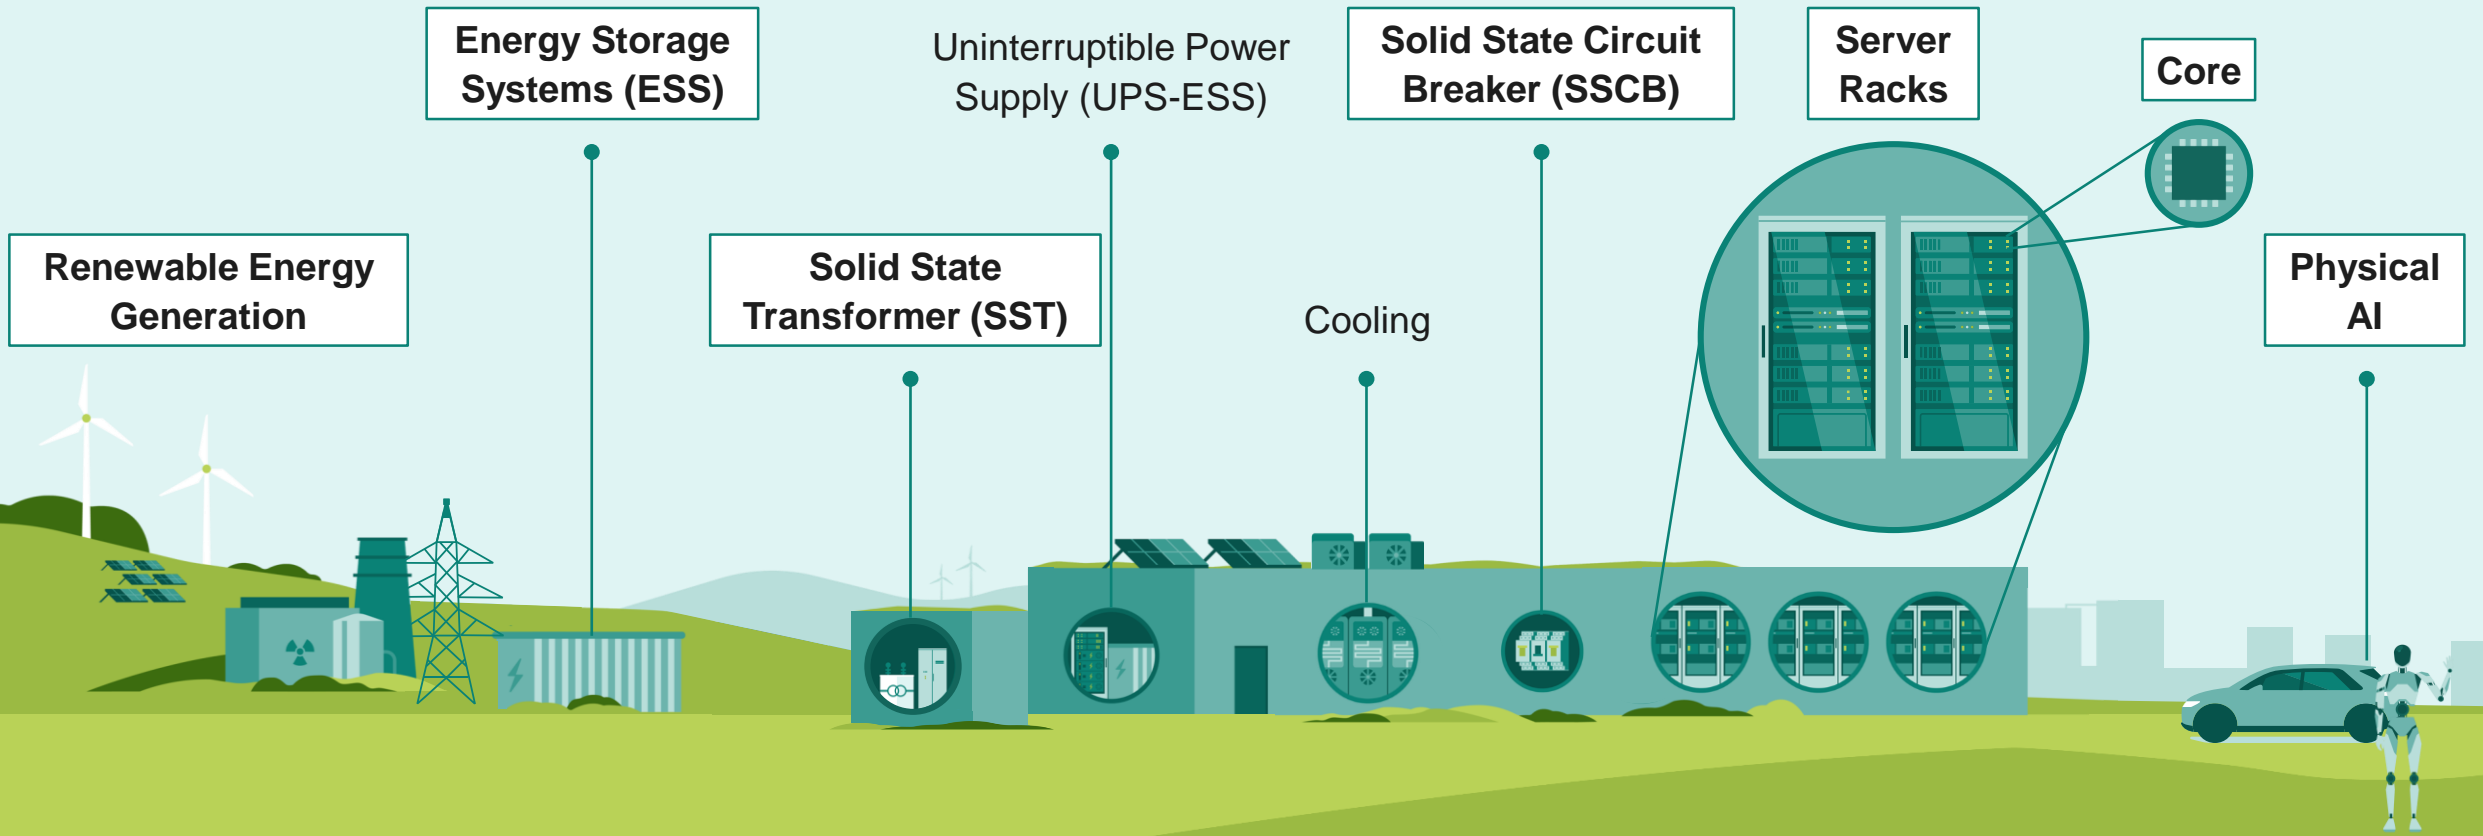 Energy Storage
Systems (ESS)
Uninterruptible Power
Supply (UPS-ESS)
Solid State Circuit
Breaker (SSCB)
Server
Racks
Core
Renewable Energy
Generation
Solid State
Transformer (SST)
Cooling
Physical
AI